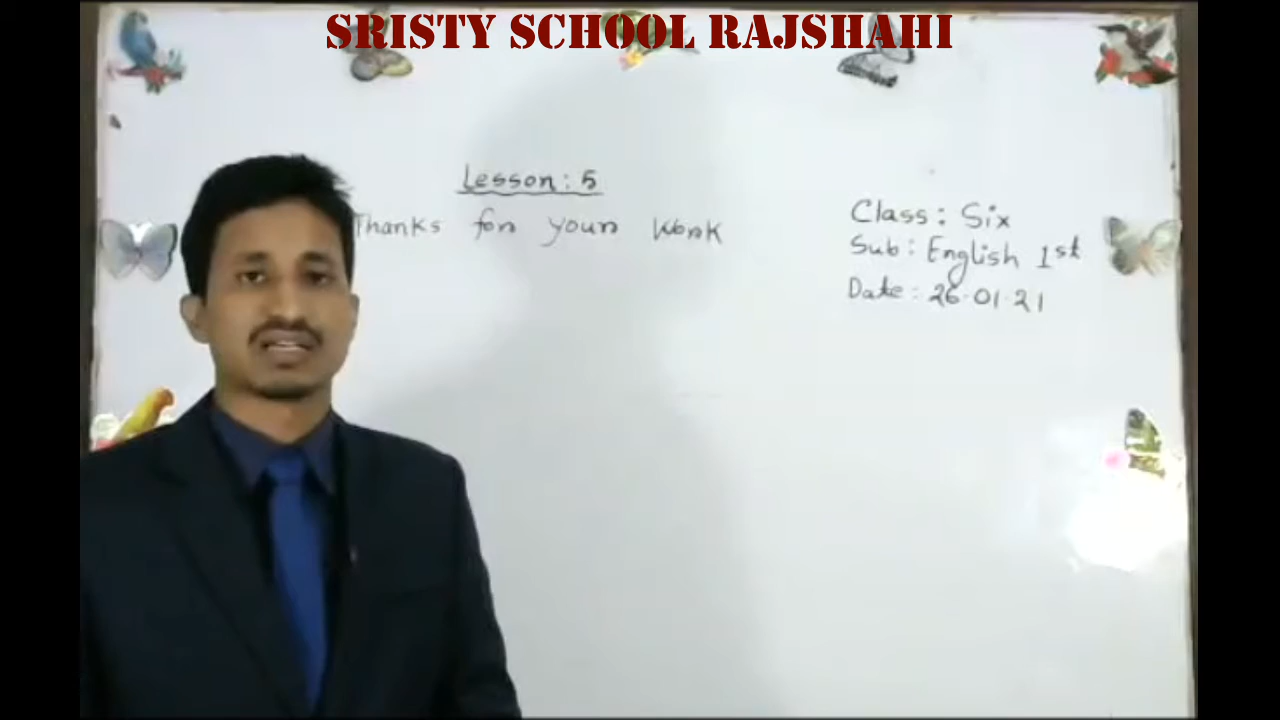 SRISTY SCHOOL RAJSHAHI
Lesson: 5
Thanks for your work
Class: Six
Sub: English 1st
Date: 26.01.21